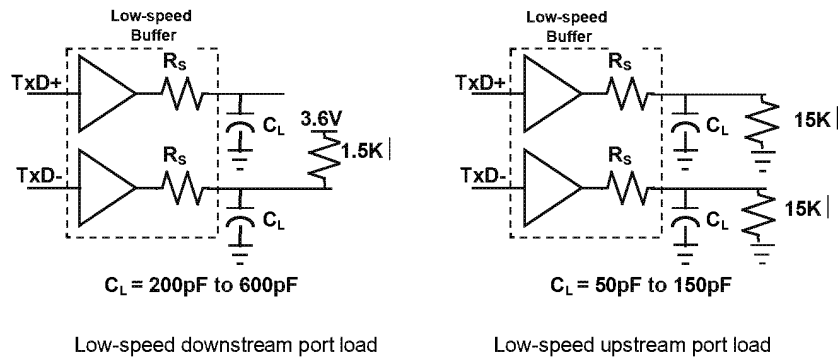 Low-speed
Buffer
TxD+
RS
CL
3.6V
1.5K
TxD-
RS
CL
CL = 200pF to 600pF
Low-speed downstream port load
Low-speed
Buffer
TxD+
RS
CL
15K
TxD-
RS
CL
15K
CL = 50pF to 150pF
Low-speed upstream port load